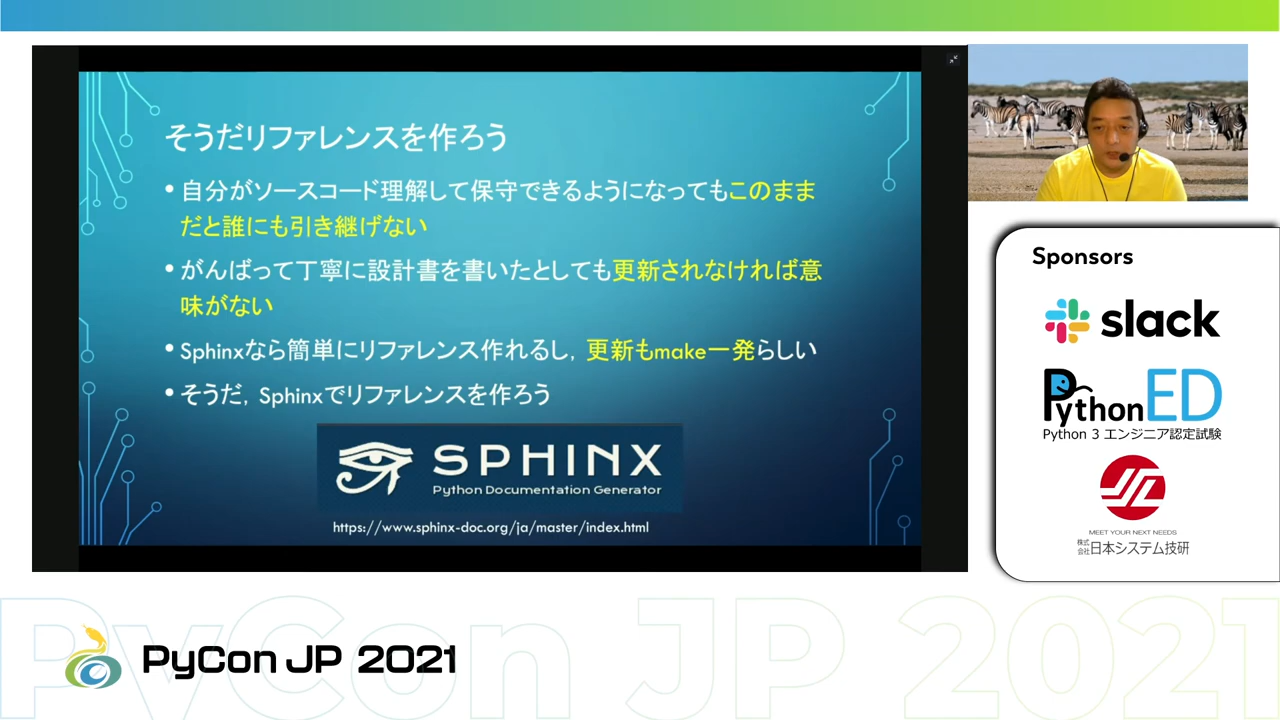 そうだリファレンスを作ろう
• 自分がソースコード理解して保守できるようになってもこのまま
だと誰にも引き継げない
• がんばって丁寧に設計書を書いたとしても更新されなければ意
味がない
• Sphinxなら簡単にリファレンス作れるし，更新もmake一発らしい
• そうだ，Sphinxでリファレンスを作ろう
SPHINX
Python Documentation Generator
https://www.sphinx-doc.org/ja/master/index.html
Sponsors
slack
PythonED
Python 3 エンジニア認定試験
MEET YOUR NEXT NEEDS
株式会社日本システム技研
PyCon JP 2021
PyCon JP 2021